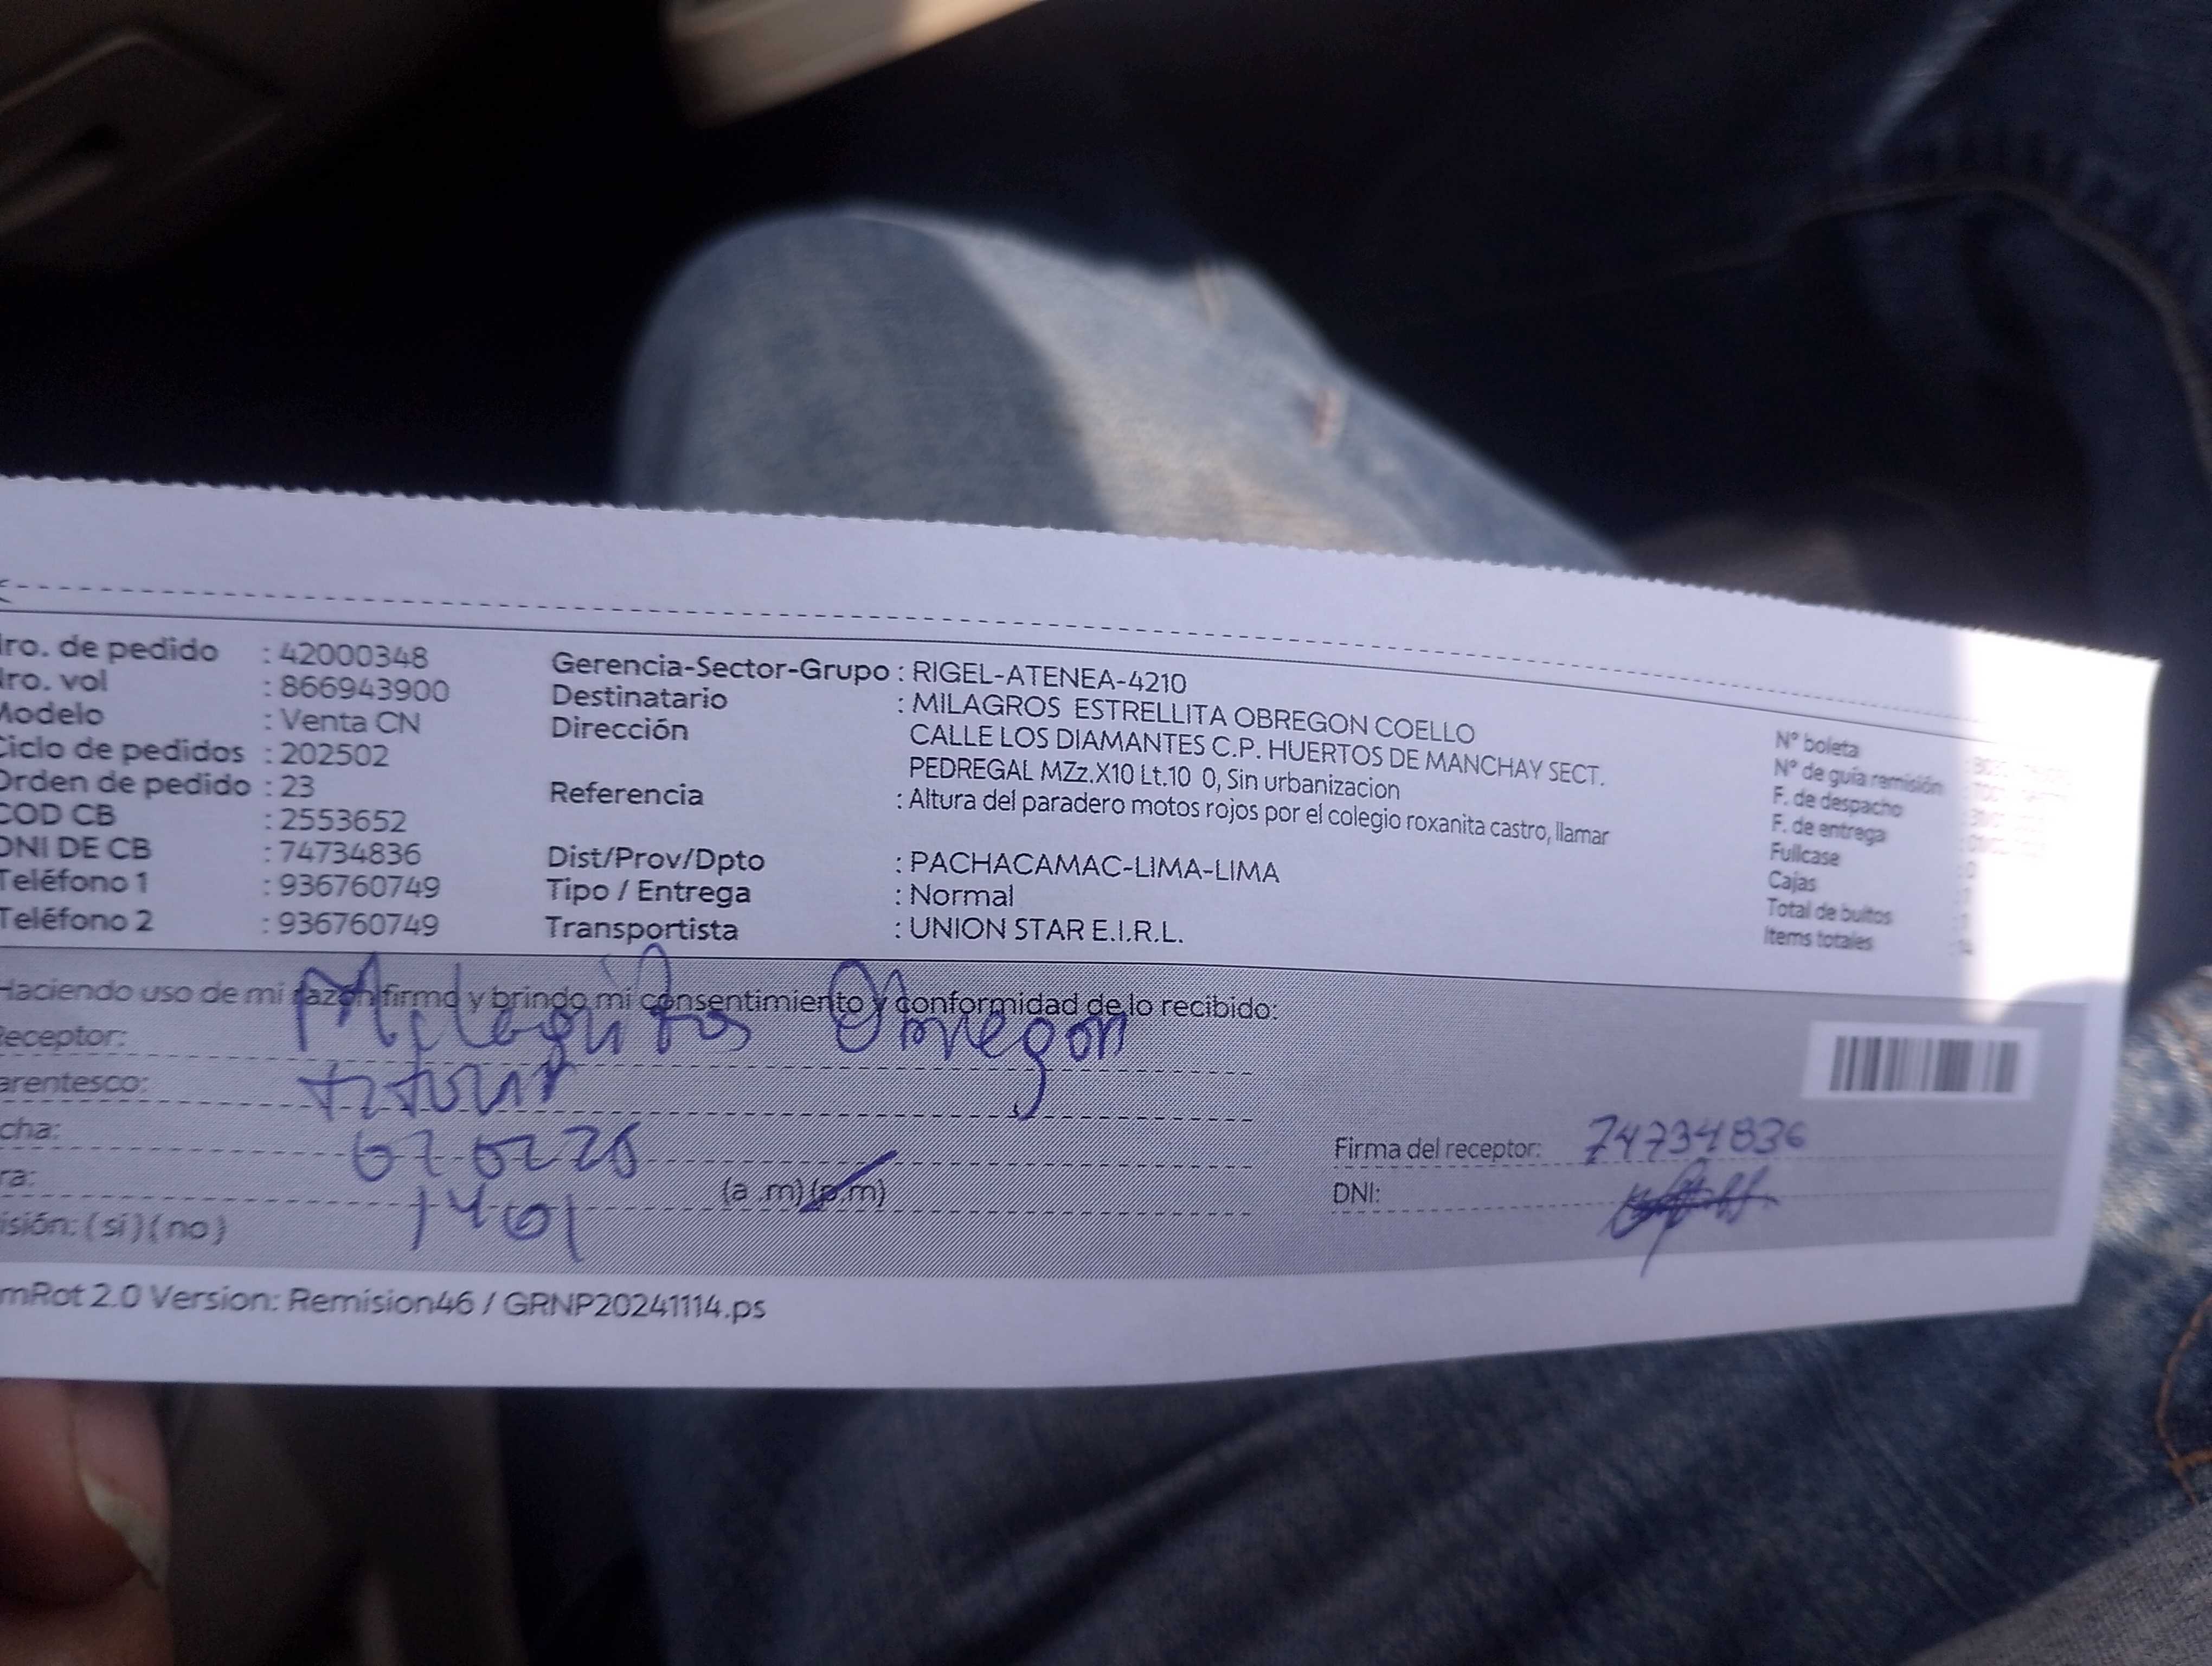 ro. de pedido : 42000348
ro. vol : 866943900
Modelo : Venta CN
Ciclo de pedidos : 202502
Orden de pedido : 23
COD CB : 2553652
DNI DE CB : 74734836
Teléfono 1 : 936760749
Teléfono 2 : 936760749
Gerencia-Sector-Grupo : RIGEL-ATENEA-4210
Destinatario : MILAGROS ESTRELLITA OBREGON COELLO
Dirección CALLE LOS DIAMANTES C.P. HUERTOS DE MANCHAY SECT.
PEDREGAL MZz.X10 Lt.10 0, Sin urbanizacion
Referencia : Altura del paradero motos rojos por el colegio roxanita castro, llamar
Dist/Prov/Dpto : PACHACAMAC-LIMA-LIMA
Tipo / Entrega : Normal
Transportista : UNION STAR E.I.R.L.
N° boleta
N° de guía remisión
F. de despacho
F. de entrega
Fullcase
Cajas
Total de bultos
Items totales
Haciendo uso de mi razón firmo y brindo mi consentimiento y conformidad de lo recibido:
Receptor: Obregon
arentesco:
cha:
ra: 1401 (a .m) (p.m)
isión: (si) (no)
Firma del receptor: 74734836
DNI:
mRot 2.0 Version: Remision46 / GRNP20241114.ps